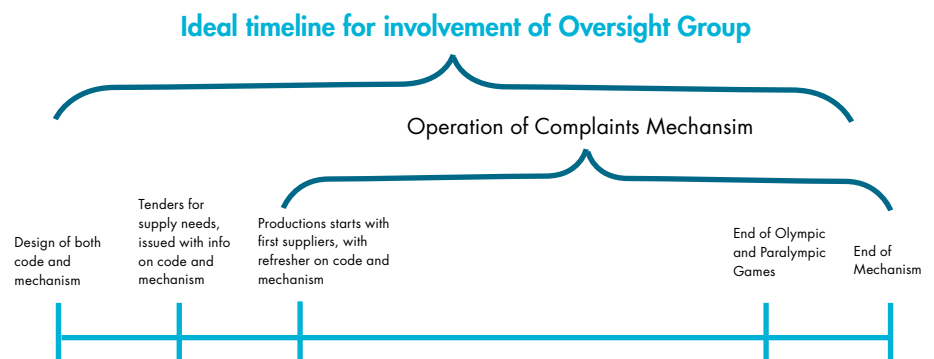 Ideal timeline for involvement of Oversight Group
Operation of Complaints Mechansim
Design of both
code and
mechanism
Tenders for
supply needs,
issued with info
on code and
mechanism
Productions starts with
first suppliers, with
refresher on code and
mechanism
End of Olympic
and Paralympic
Games
End of
Mechanism